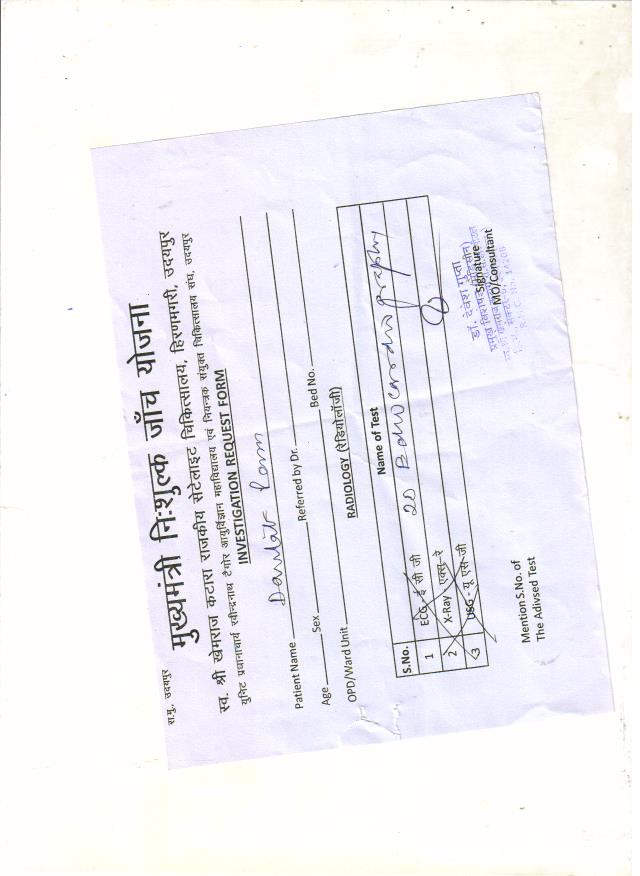 रा.मु.. उदयपुर
मुख्यमंत्री निःशुल्क जाँच योजना
स्व. श्री खेमराज कटारा राजकीय सेटेलाइट चिकित्सालय, हिरणमगरी, उदयपुर
युनिट प्रधानाचार्य रवीन्द्रनाथ टैगोर आयुर्विज्ञान महाविद्यालय एवं नियन्त्रक संयुक्त चिकित्सालय संघ, उदयपुर
INVESTIGATION REQUEST FORM
Patient Name Daulat Ram
Age Sex Referred by Dr. Bed No.
OPD/Ward Unit RADIOLOGY (रेडियोलॉजी)
S.No. Name of Test
1 ECG - ई सी जी 2D Echocardiography
2 X-Ray - एक्स-रे
3 USG - यू एस जी
डॉ. देवेश गुप्ता
Signature
MO/Consultant
Mention S.No. of
The Adivsed Test